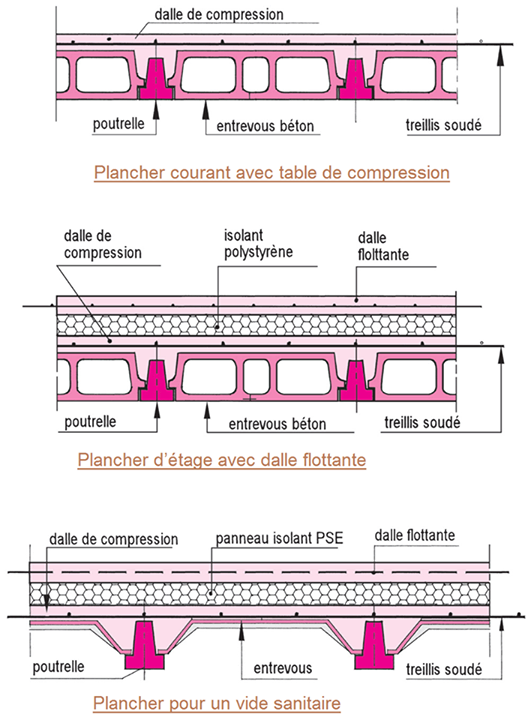 dalle de compression
poutrelle
entrevous béton
treillis soudé
Plancher courant avec table de compression
dalle de
compression
isolant
polystyrène
dalle
flolttante
poutrelle
entrevous béton
treillis soudé
Plancher d'étage avec dalle flottante
dalle de compression
panneau isolant PSE
dalle flottante
poutrelle
entrevous
treillis soudé
Plancher pour un vide sanitaire